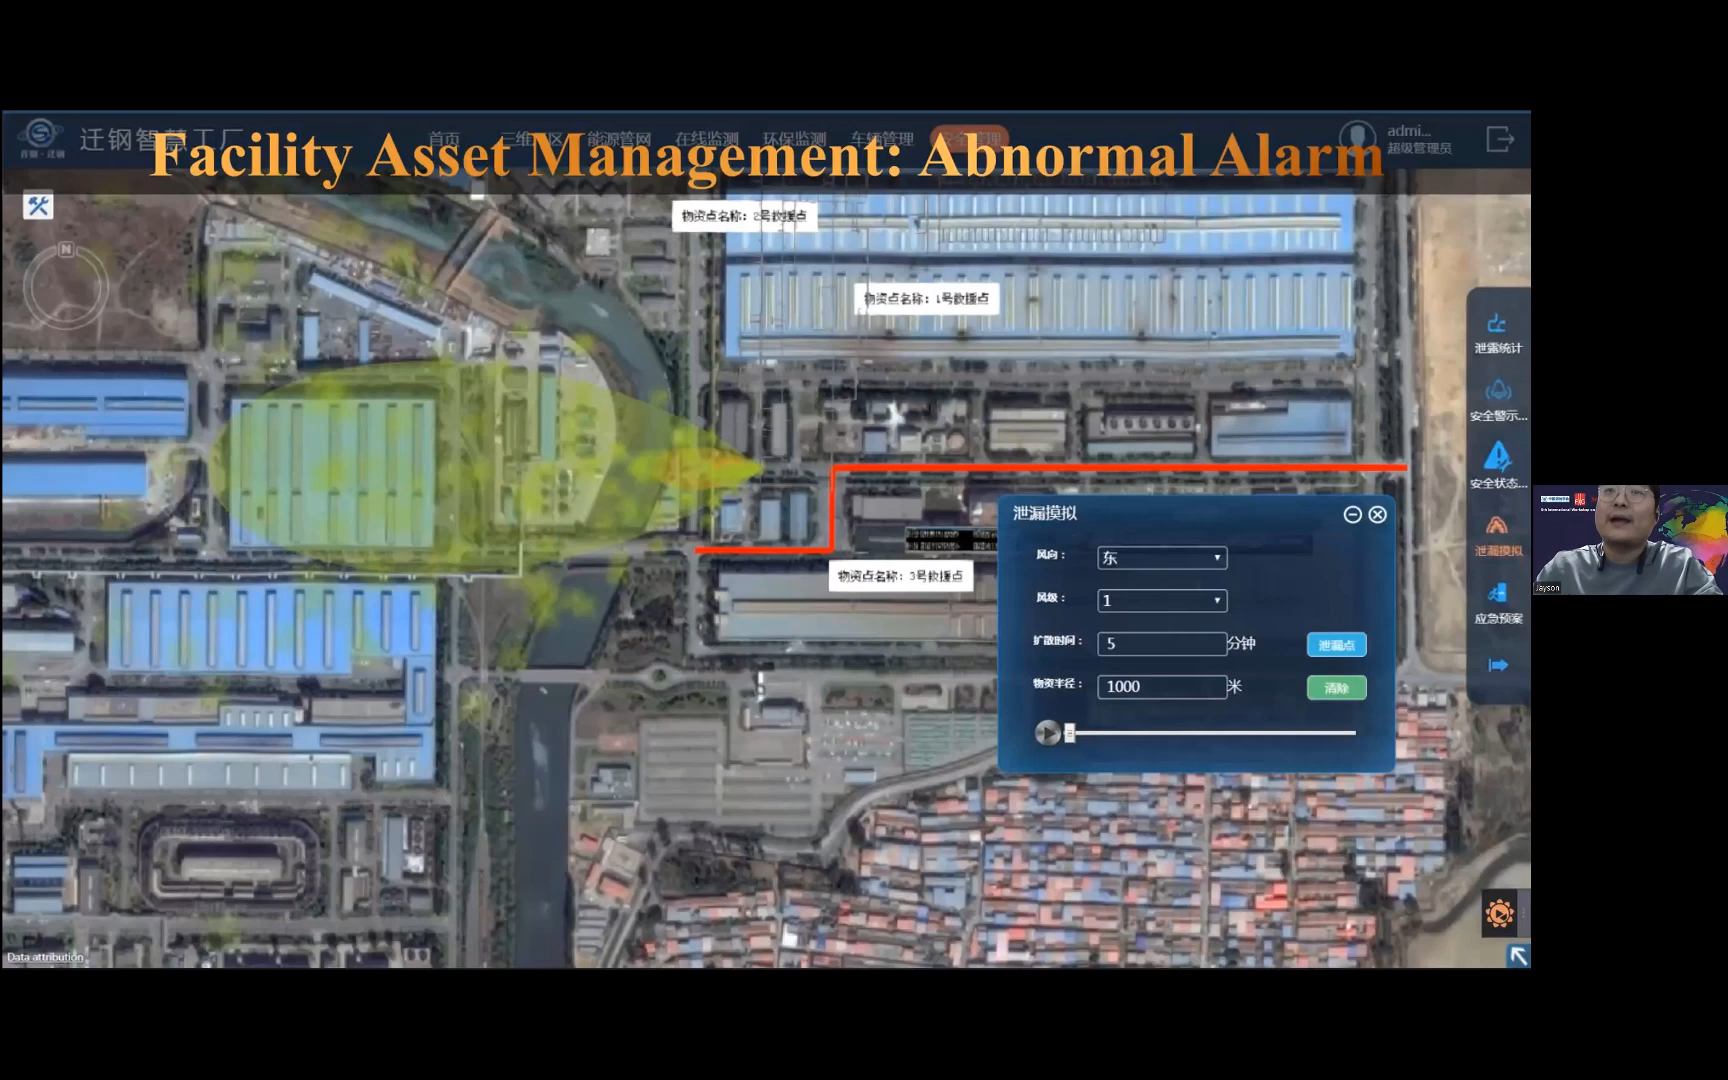 Facility Asset Management: Abnormal Alarm
迁钢智慧工厂
首页
能源管网
在线监测
环保监测
车辆管理
admi...
超级管理员
N
物资点名称：2号救援点
物资点名称：1号救援点
物资点名称：3号救援点
泄露统计
安全警示...
安全状态...
泄漏模拟
应急预案
泄漏模拟
风向：
东
风级：
1
扩散时间：
5
分钟
泄漏点
物资半径：
1000
米
清除
Data attribution
Jayson